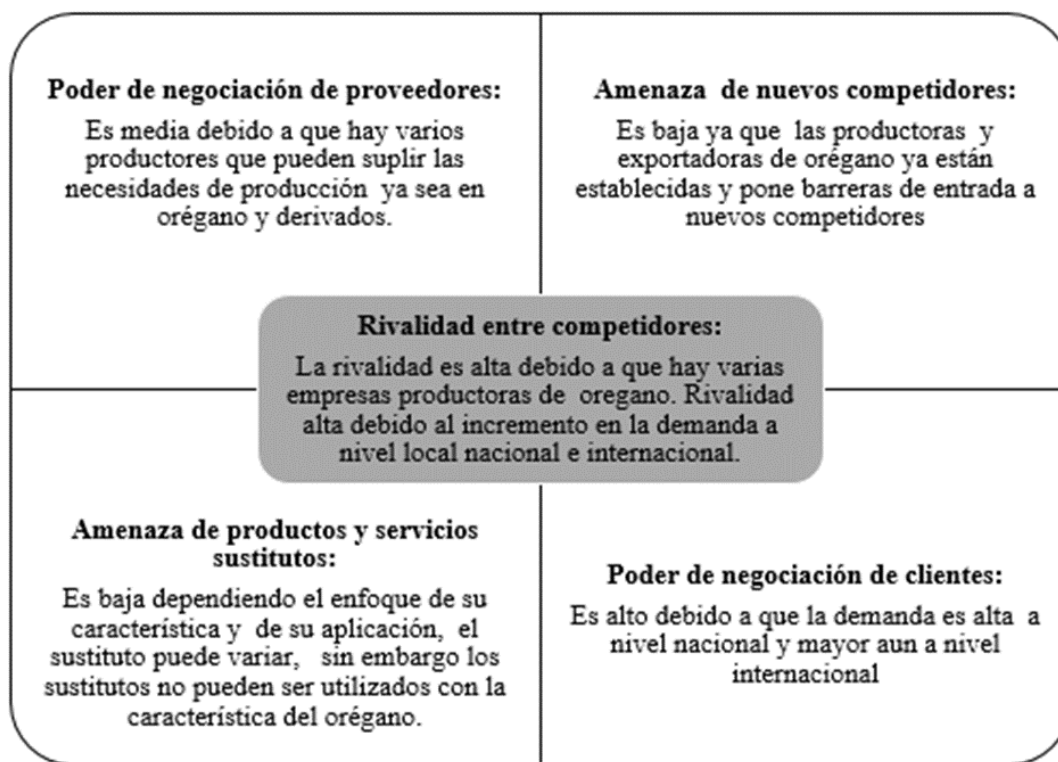 Poder de negociación de proveedores:
Es media debido a que hay varios
productores que pueden suplir las
necesidades de producción ya sea en
orégano y derivados.
Amenaza de nuevos competidores:
Es baja ya que las productoras y
exportadoras de orégano ya están
establecidas y pone barreras de entrada a
nuevos competidores
Rivalidad entre competidores:
La rivalidad es alta debido a que hay varias
empresas productoras de oregano. Rivalidad
alta debido al incremento en la demanda a
nivel local nacional e internacional.
Amenaza de productos y servicios
sustitutos:
Es baja dependiendo el enfoque de su
característica y de su aplicación, el
sustituto puede variar, sin embargo los
sustitutos no pueden ser utilizados con la
característica del orégano.
Poder de negociación de clientes:
Es alto debido a que la demanda es alta a
nivel nacional y mayor aun a nivel
internacional